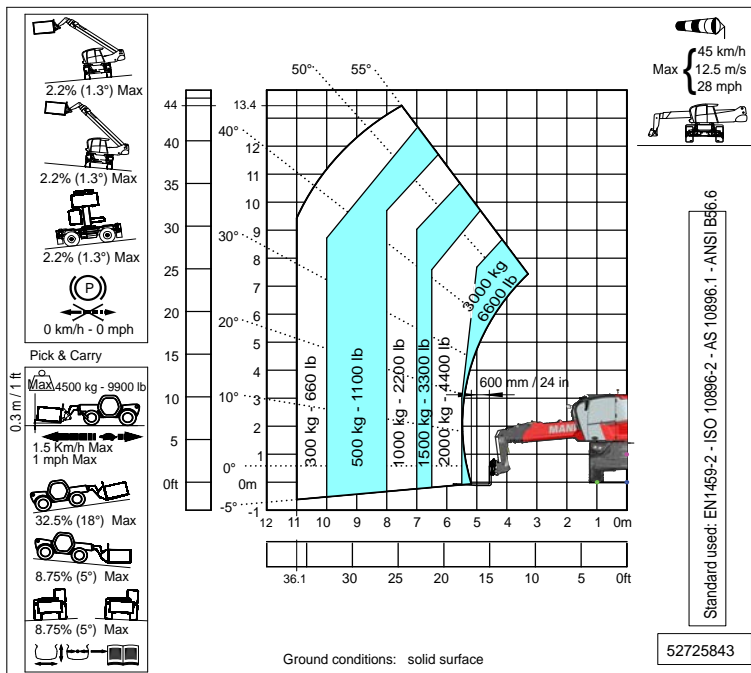 2.2% (1.3°) Max
2.2% (1.3°) Max
2.2% (1.3°) Max
P
0 km/h - 0 mph
Pick & Carry
0.3 m / 1 ft
Max
4500 kg - 9900 lb
1.5 Km/h Max
1 mph Max
32.5% (18°) Max
8.75% (5°) Max
8.75% (5°) Max
44
40
35
30
25
20
15
10
5
0ft
13.4
12
11
10
9
8
7
6
5
4
3
2
1
0m
-1
55°
50°
40°
30°
20°
10°
0°
-5°
300 kg - 660 lb
500 kg - 1100 lb
1000 kg - 2200 lb
1500 kg - 3300 lb
2000 kg - 4400 lb
3000 kg
6600 lb
600 mm / 24 in
MANI
12 11 10 9 8 7 6 5 4 3 2 1 0m
36.1 30 25 20 15 10 5 0ft
Ground conditions: solid surface
Max
45 km/h
12.5 m/s
28 mph
Standard used: EN1459-2 - ISO 10896-2 - AS 10896.1 - ANSI B56.6
52725843